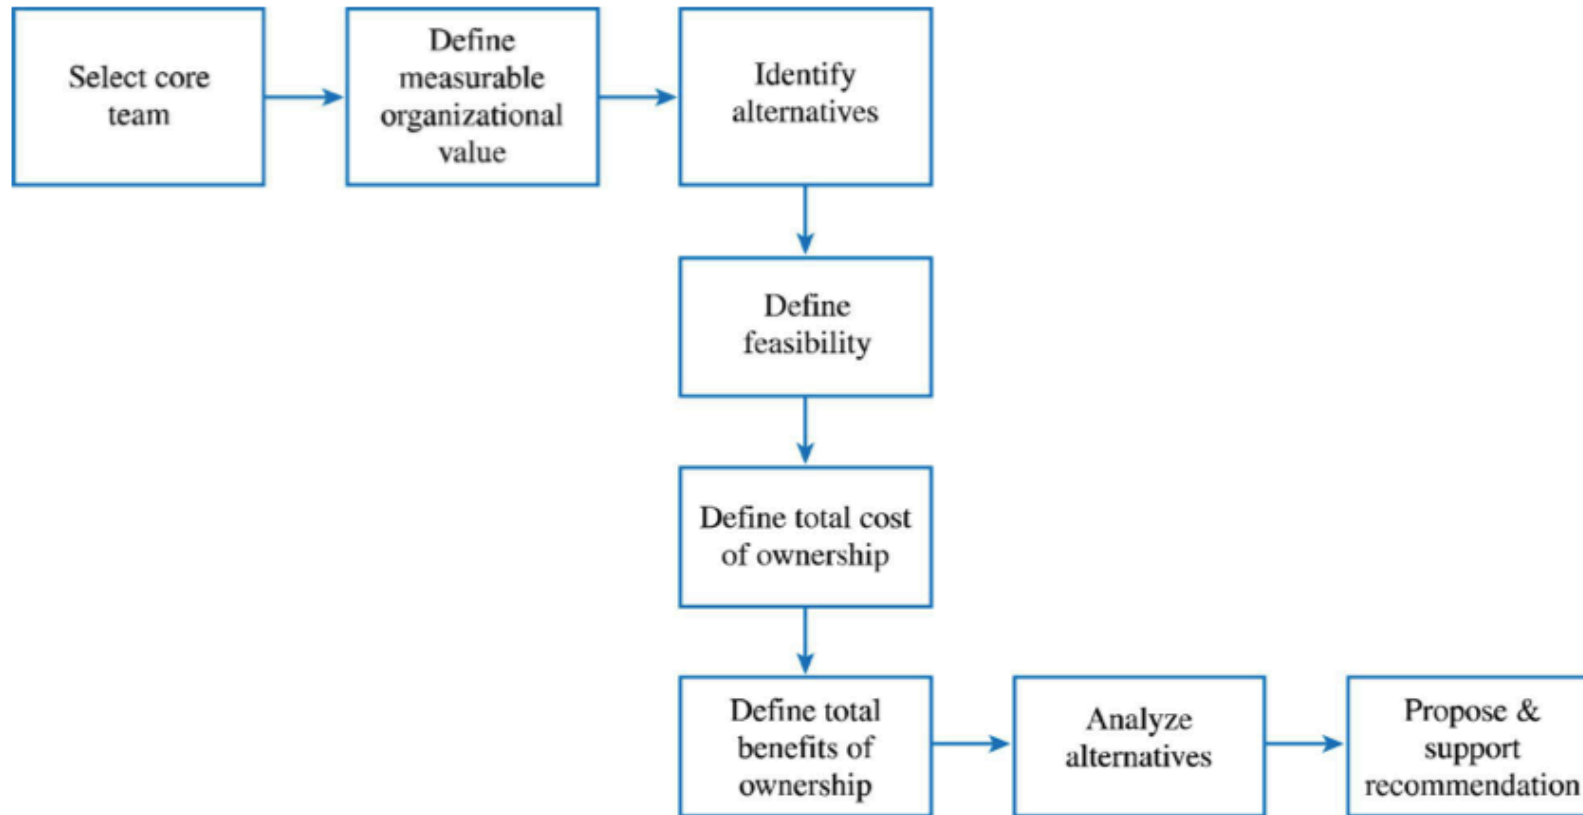 Select core
team
Define
measurable
organizational
value
Identify
alternatives
Define
feasibility
Define total cost
of ownership
Define total
benefits of
ownership
Analyze
alternatives
Propose &
support
recommendation